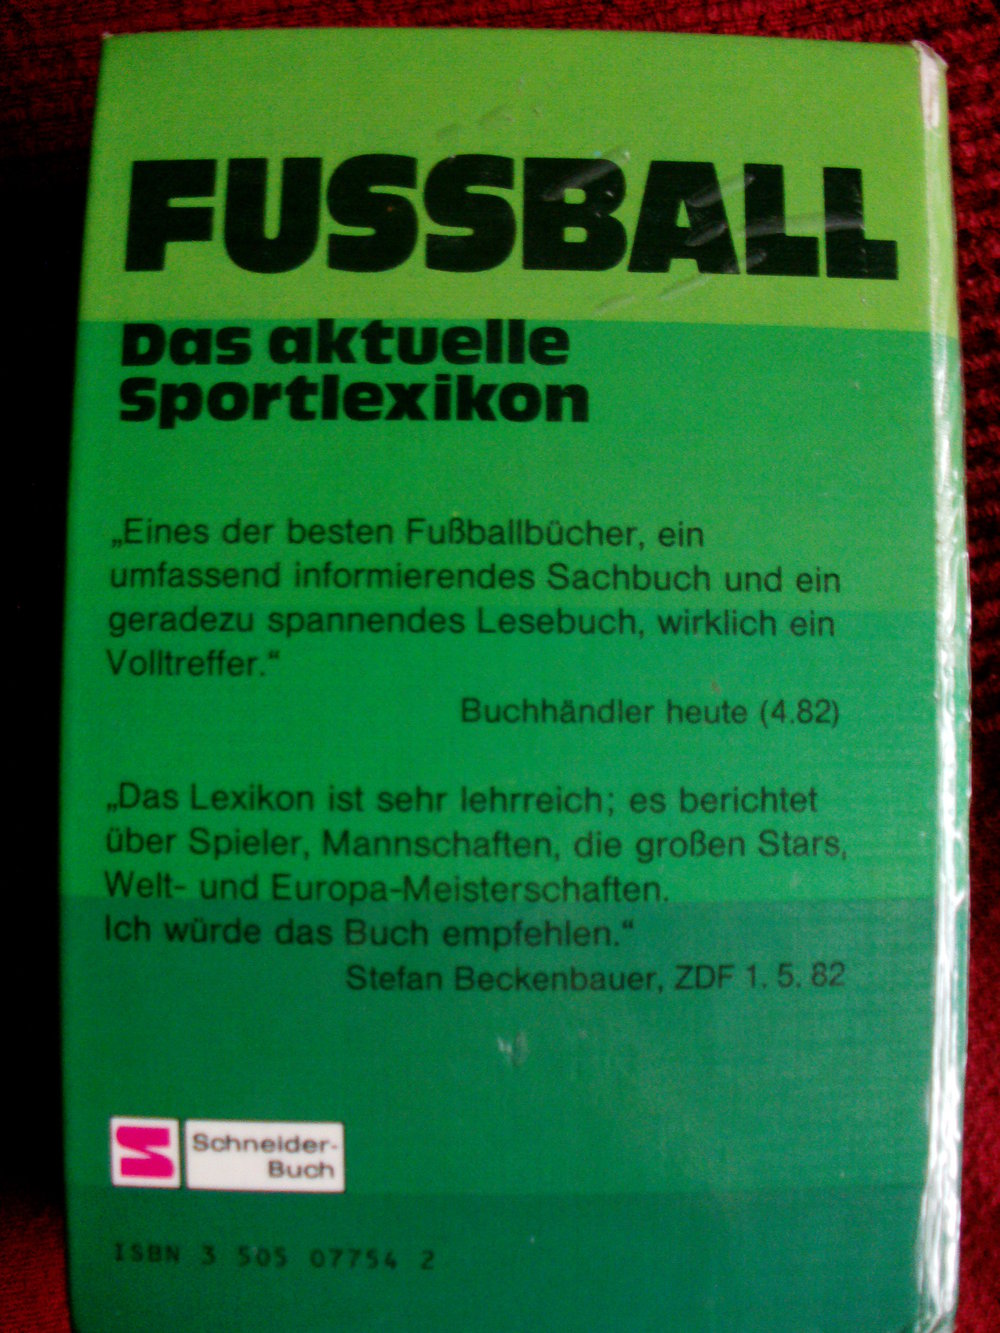 FUSSBALL
Das aktuelle
Sportlexikon
„Eines der besten Fußballbücher, ein
umfassend informierendes Sachbuch und ein
geradezu spannendes Lesebuch, wirklich ein
Volltreffer.“
Buchhändler heute (4.82)
„Das Lexikon ist sehr lehrreich; es berichtet
über Spieler, Mannschaften, die großen Stars,
Welt- und Europa-Meisterschaften.
Ich würde das Buch empfehlen.“
Stefan Beckenbauer, ZDF 1. 5. 82
Schneider-
Buch
ISBN 3 505 07754 2